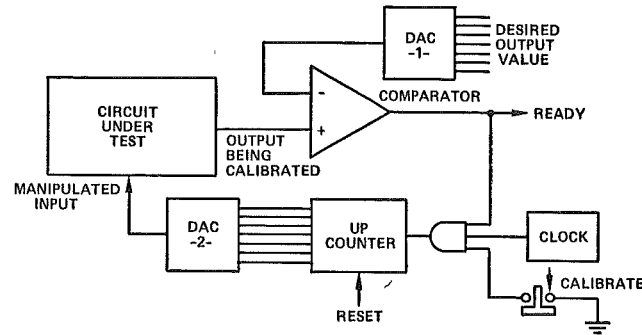 DAC
-1-
DESIRED
OUTPUT
VALUE
-
COMPARATOR
CIRCUIT
UNDER
TEST
+
READY
OUTPUT
BEING
CALIBRATED
MANIPULATED
INPUT
DAC
-2-
UP
COUNTER
CLOCK
CALIBRATE
RESET